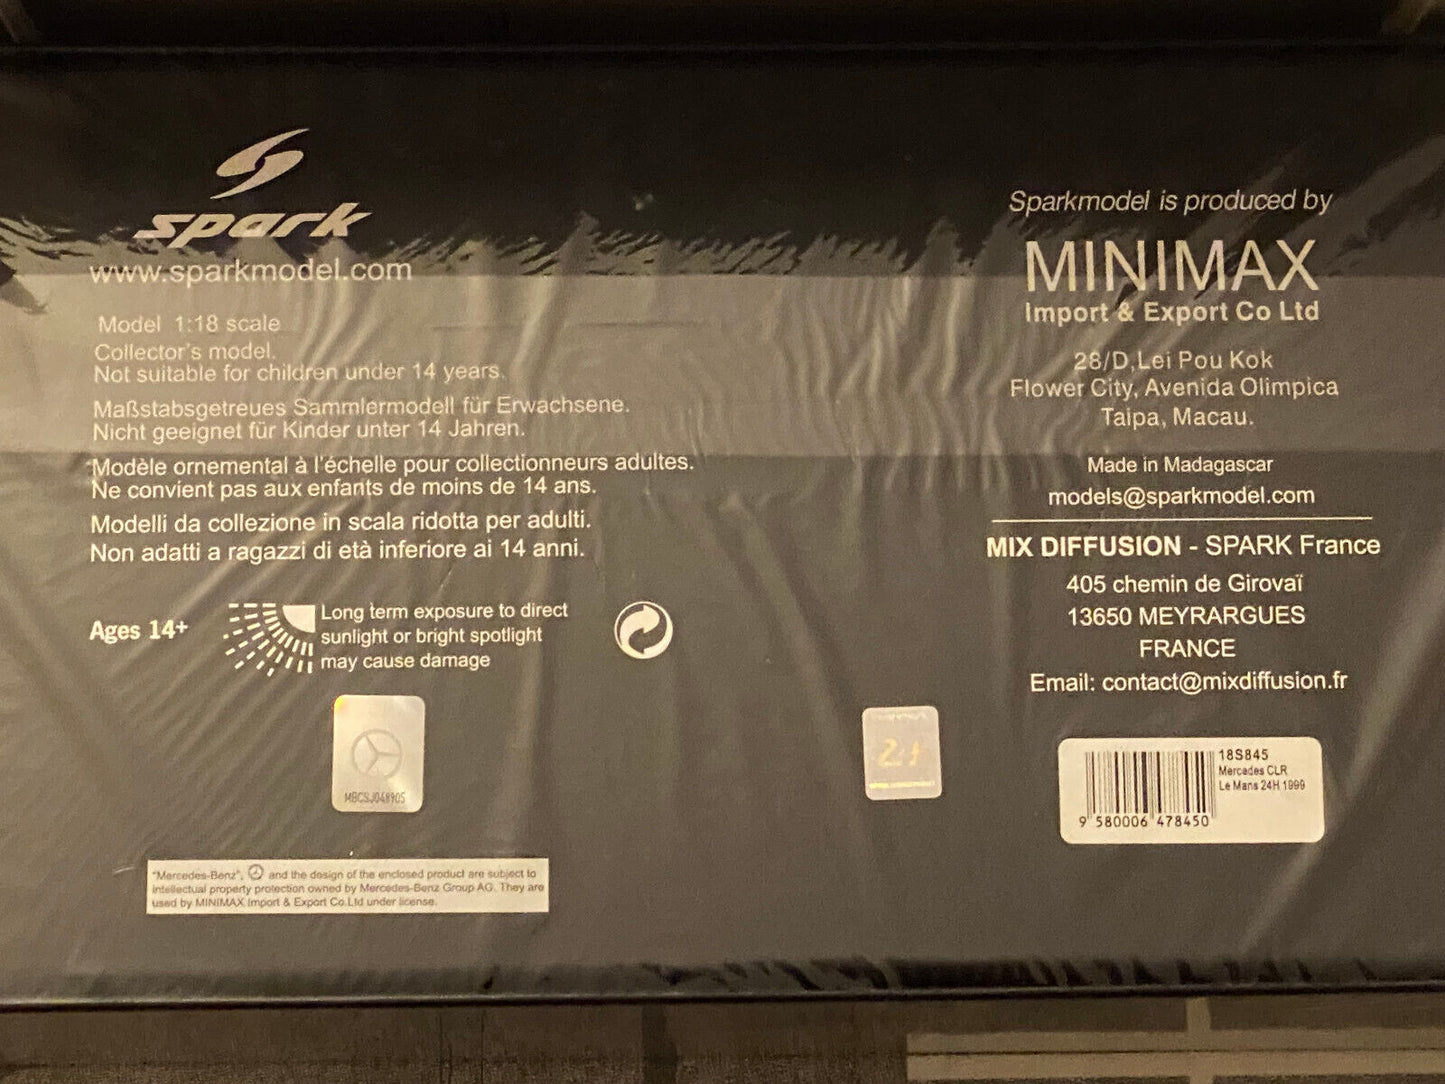 spark
www.sparkmodel.com
Model 1:18 scale
Collector's model.
Not suitable for children under 14 years.
Maßstabsgetreues Sammlermodell für Erwachsene.
Nicht geeignet für Kinder unter 14 Jahren.
Modèle ornemental à l'échelle pour collectionneurs adultes.
Ne convient pas aux enfants de moins de 14 ans.
Modelli da collezione in scala ridotta per adulti.
Non adatti a ragazzi di età inferiore ai 14 anni.
Ages 14+
Long term exposure to direct
sunlight or bright spotlight
may cause damage
MBCSJ048905
"Mercedes-Benz", and the design of the enclosed product are subject to
intellectual property protection owned by Mercedes-Benz Group AG. They are
used by MINIMAX Import & Export Co.Ltd under license.
Sparkmodel is produced by
MINIMAX
Import & Export Co Ltd
28/D,Lei Pou Kok
Flower City, Avenida Olimpica
Taipa, Macau.
Made in Madagascar
models@sparkmodel.com
MIX DIFFUSION - SPARK France
405 chemin de Girovaï
13650 MEYRARGUES
FRANCE
Email: contact@mixdiffusion.fr
18S845
Mercedes CLR
Le Mans 24H 1999
9 580006 478450